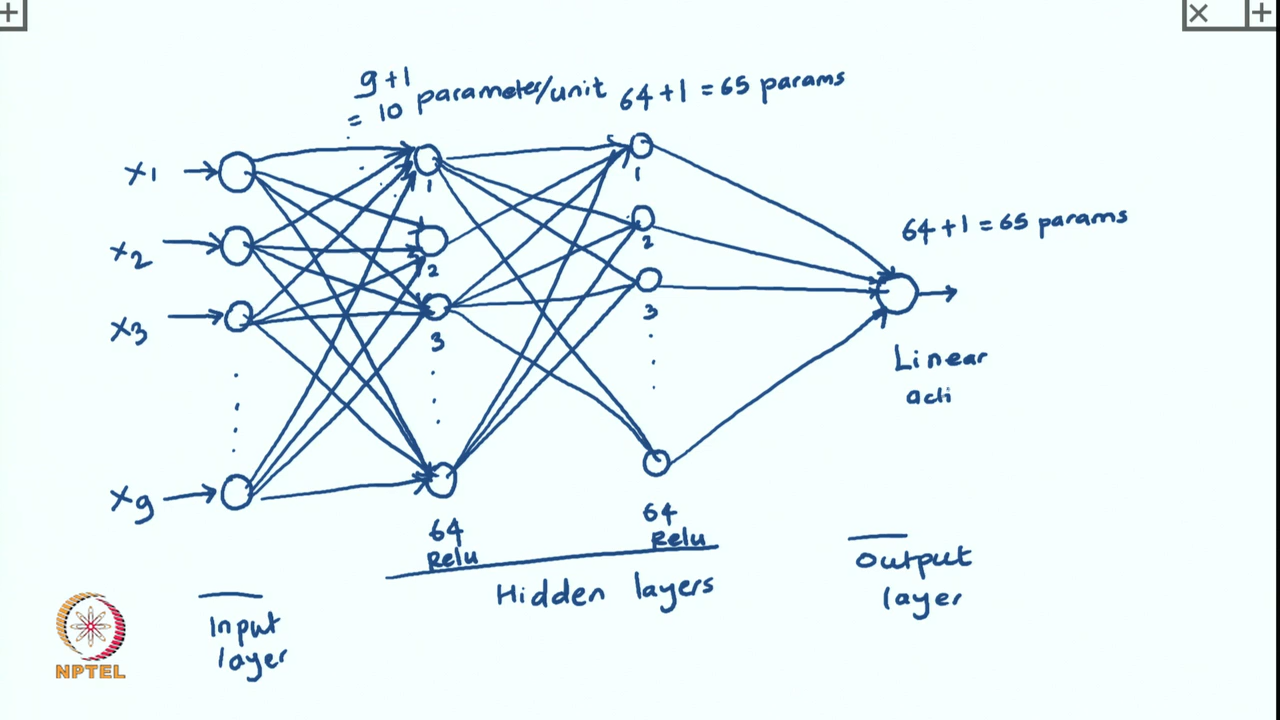 9+1
= 10 parameter/unit
64+1 = 65 params
x1
x2
x3
x9
1
2
3
1
2
3
64+1 = 65 params
Linear
acti
64
Relu
64
Relu
Hidden layers
Input
layer
Output
layer
NPTEL